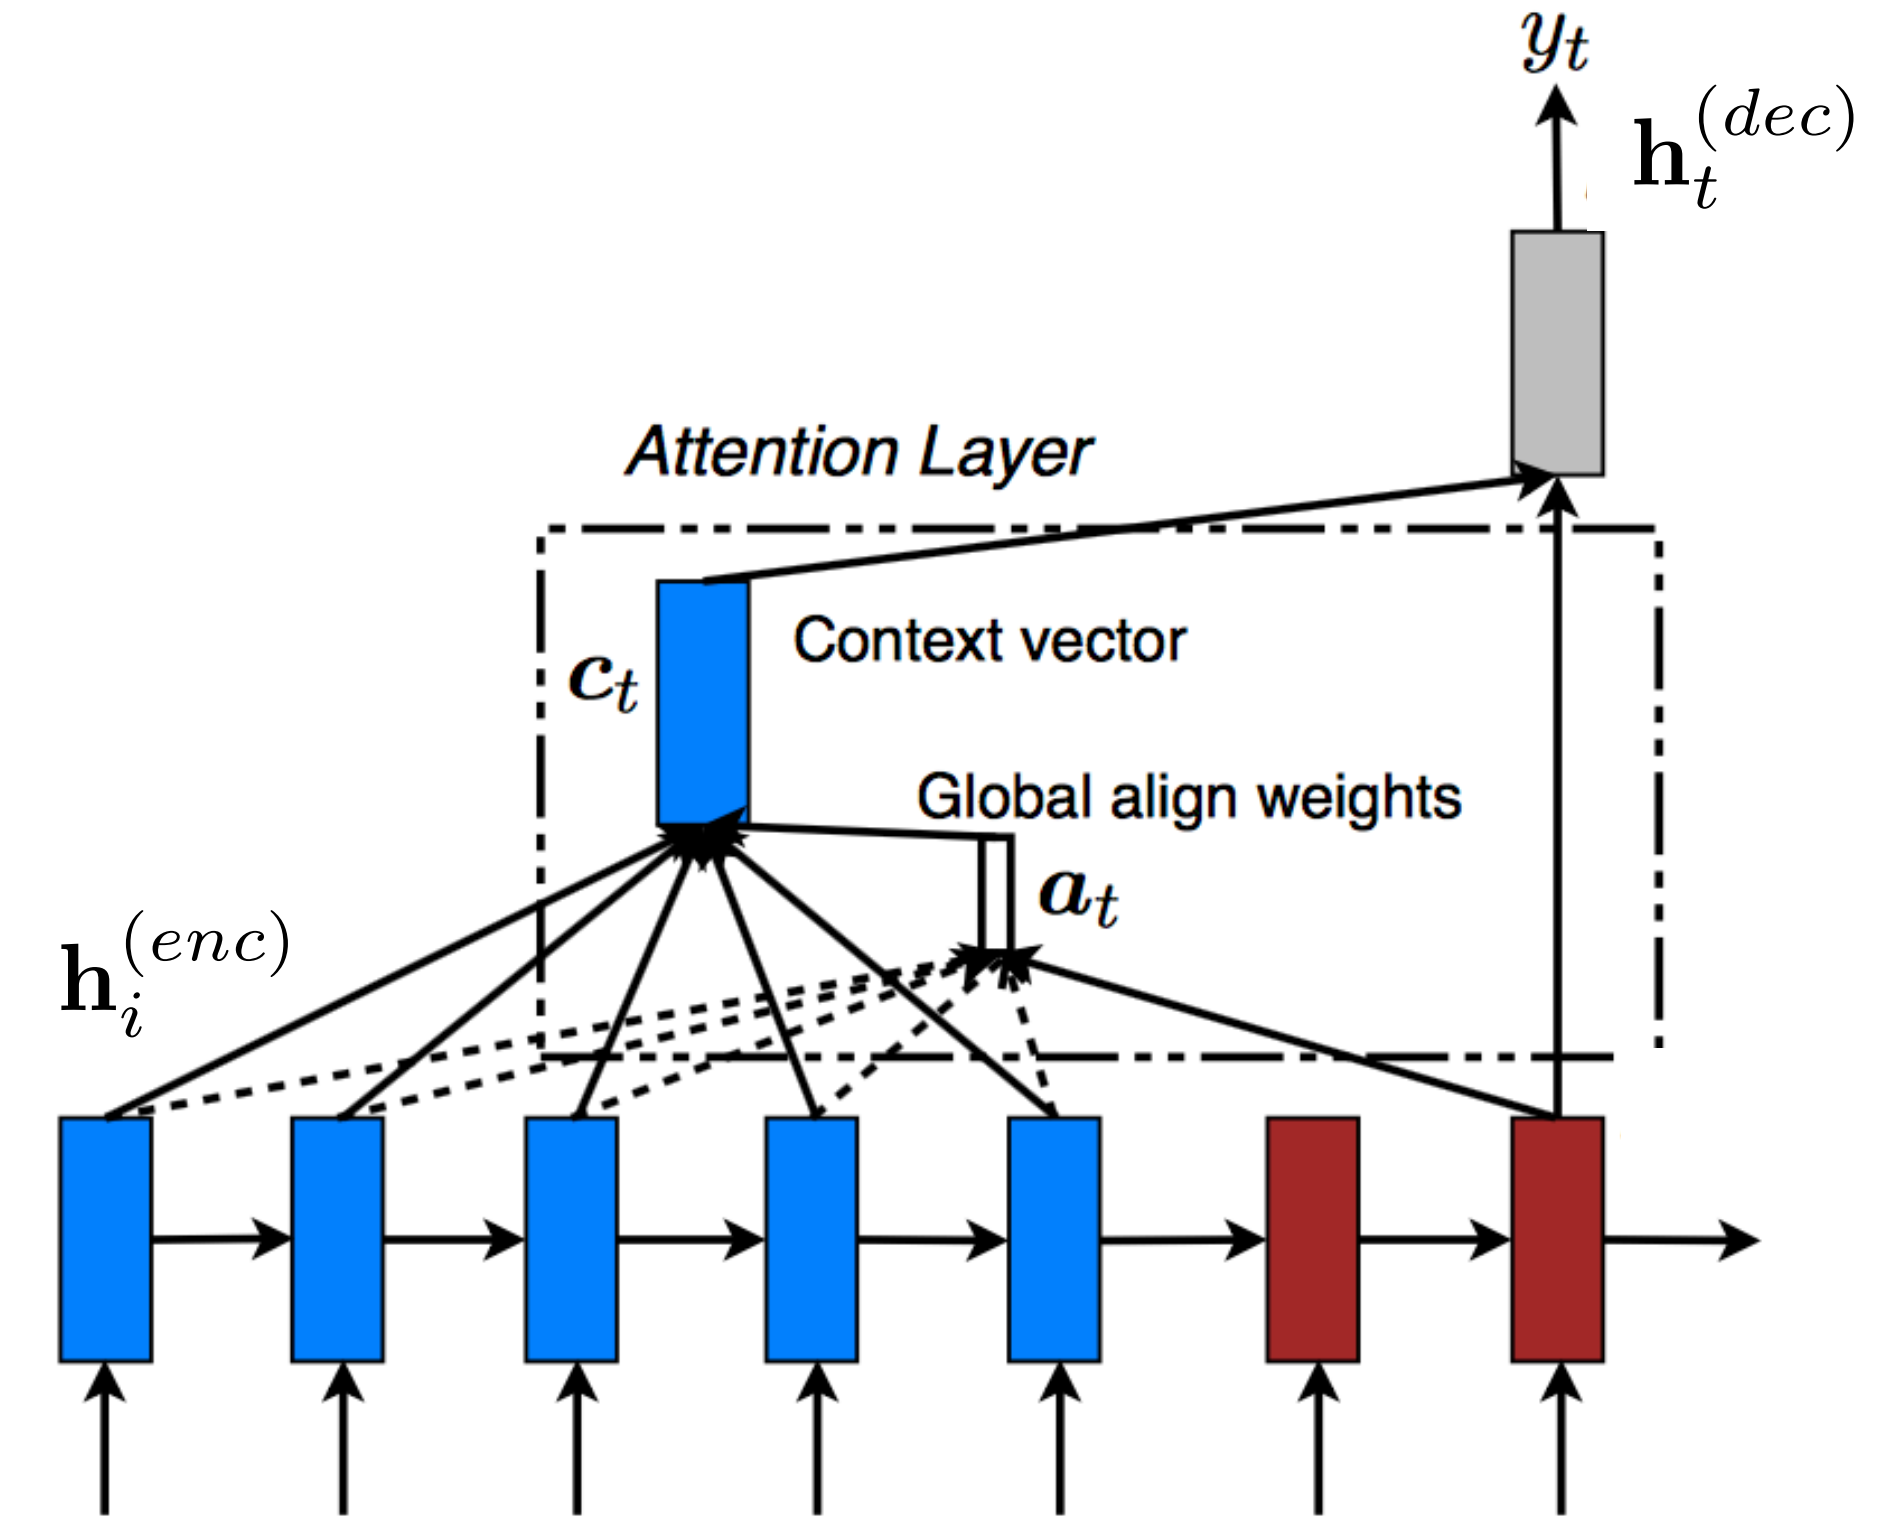 y_t
h_t^{(dec)}
Attention Layer
Context vector
c_t
Global align weights
a_t
h_i^{(enc)}